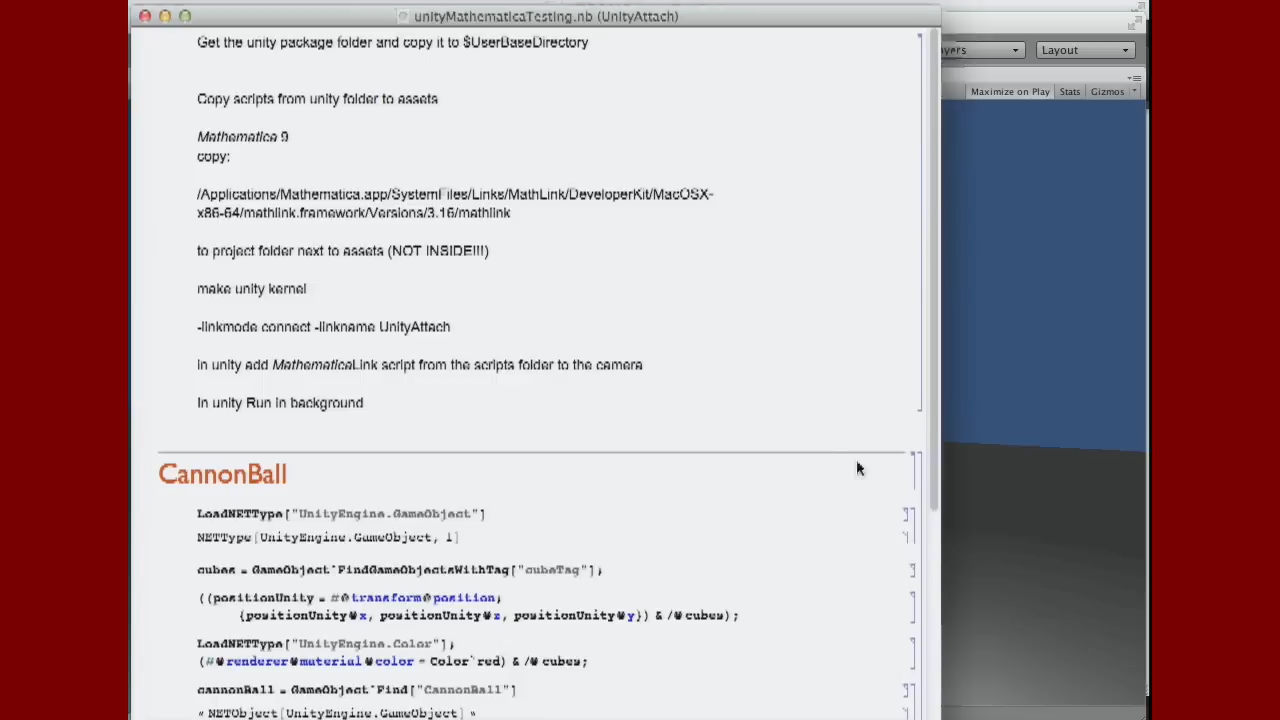 unityMathematicaTesting.nb (UnityAttach)
Get the unity package folder and copy it to $UserBaseDirectory
yers
Layout
Copy scripts from unity folder to assets
Maximize on Play Stats Gizmos
Mathematica 9
copy:
/Applications/Mathematica.app/SystemFiles/Links/MathLink/DeveloperKit/MacOSX-
x86-64/mathlink.framework/Versions/3.16/mathlink
to project folder next to assets (NOT INSIDE!!!)
make unity kernel
-linkmode connect -linkname UnityAttach
in unity add MathematicaLink script from the scripts folder to the camera
In unity Run in background
CannonBall
LoadNETType["UnityEngine.GameObject"]
NETType[UnityEngine.GameObject, 1]
cubes = GameObject`FindGameObjectsWithTag["cubeTag"];
((positionUnity = #@transform@position;
{positionUnity@x, positionUnity@z, positionUnity@y}) & /@ cubes);
LoadNETType["UnityEngine.Color"];
(#@renderer@material@color = Color`red) & /@ cubes;
cannonBall = GameObject`Find["CannonBall"]
« NETObject[UnityEngine.GameObject] »